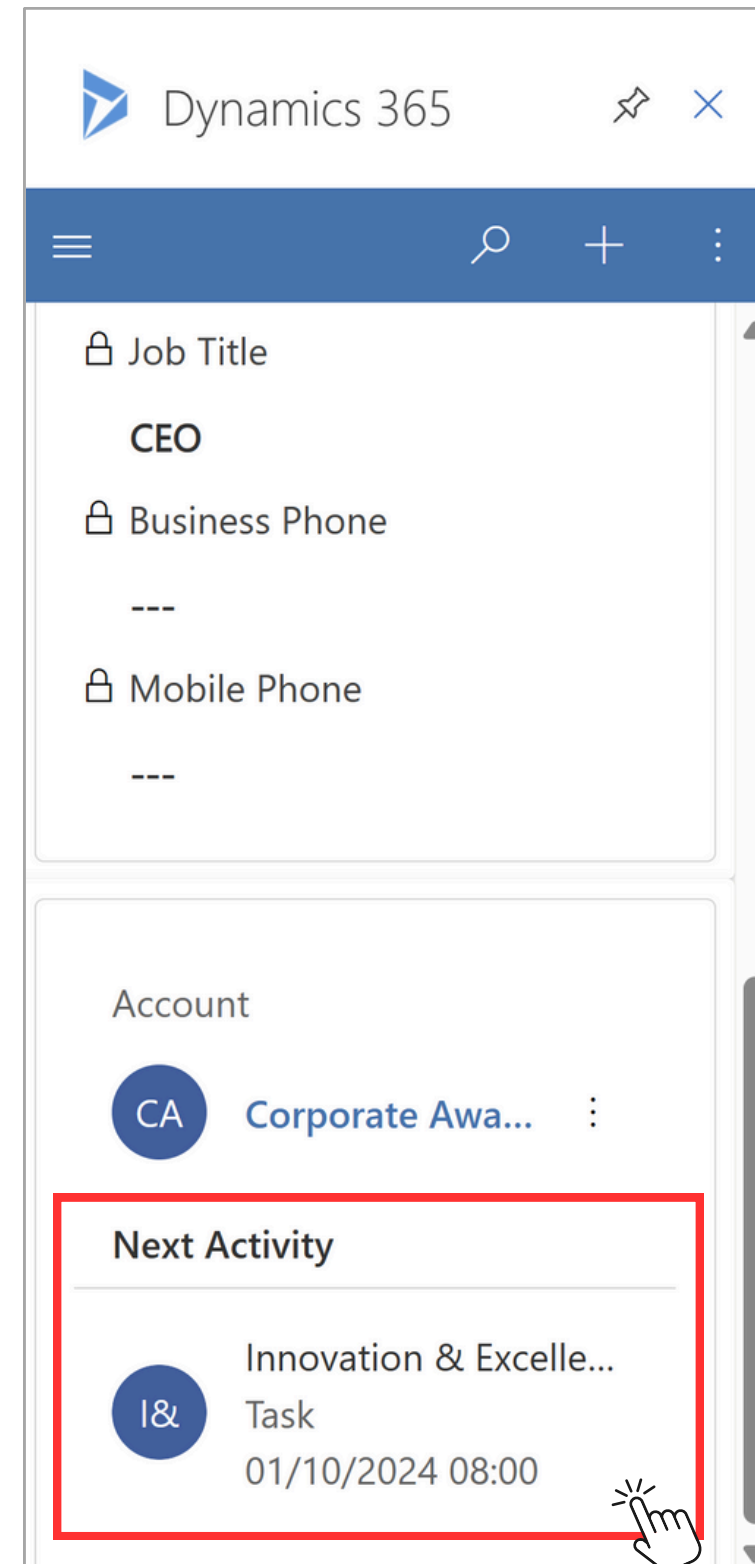 Dynamics 365
Job Title
CEO
Business Phone
---
Mobile Phone
---
Account
CA
Corporate Awa...
Next Activity
I&
Innovation & Excelle...
Task
01/10/2024 08:00